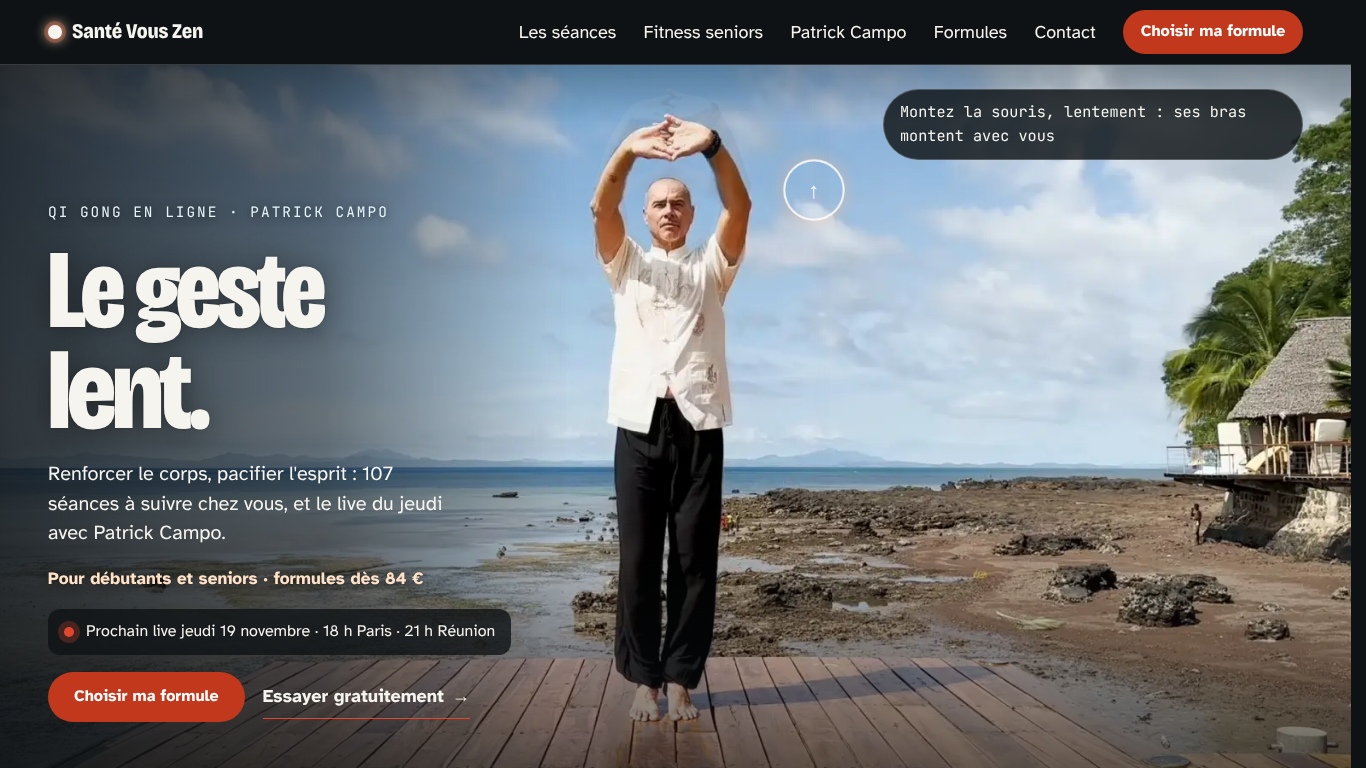 Santé Vous Zen
Les séances
Fitness seniors
Patrick Campo
Formules
Contact
Choisir ma formule
Montez la souris, lentement : ses bras
montent avec vous
↑
QI GONG EN LIGNE · PATRICK CAMPO
Le geste
lent.
Renforcer le corps, pacifier l'esprit : 107
séances à suivre chez vous, et le live du jeudi
avec Patrick Campo.
Pour débutants et seniors · formules dès 84 €
Prochain live jeudi 19 novembre · 18 h Paris · 21 h Réunion
Choisir ma formule
Essayer gratuitement →